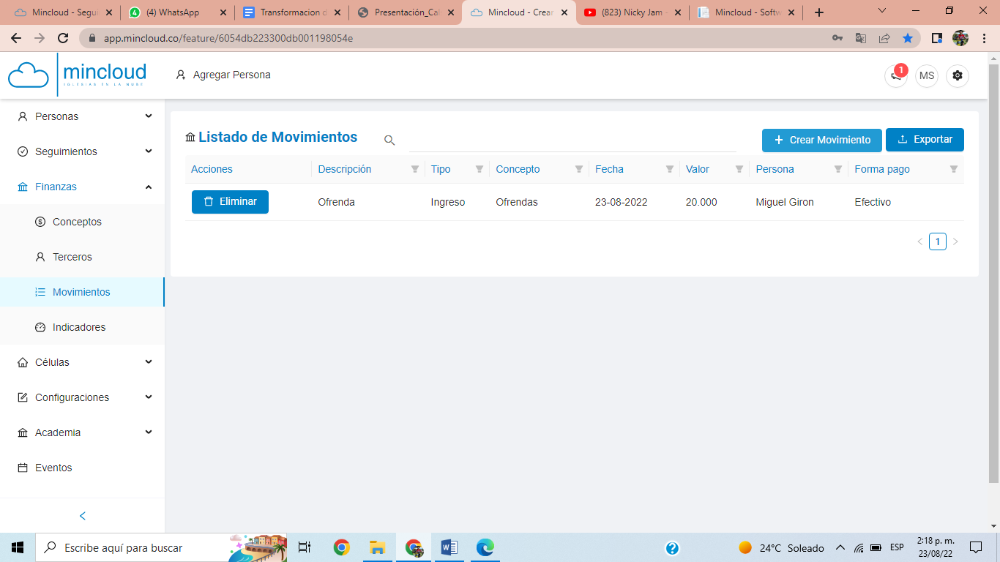 Mincloud - Segui
(4) WhatsApp
Transformacion d
Presentación_Cal
Mincloud - Crear
(823) Nicky Jam -
Mincloud - Softw
app.mincloud.co/feature/6054db223300db001198054e
mincloud
IGLESIAS EN LA NUBE
Agregar Persona
1
MS
Personas
Seguimientos
Finanzas
Conceptos
Terceros
Movimientos
Indicadores
Células
Configuraciones
Academia
Eventos
Listado de Movimientos
Crear Movimiento
Exportar
Acciones Descripción Tipo Concepto Fecha Valor Persona Forma pago
Eliminar Ofrenda Ingreso Ofrendas 23-08-2022 20.000 Miguel Giron Efectivo
1
Escribe aquí para buscar
24°C Soleado
ESP
2:18 p. m.
23/08/22